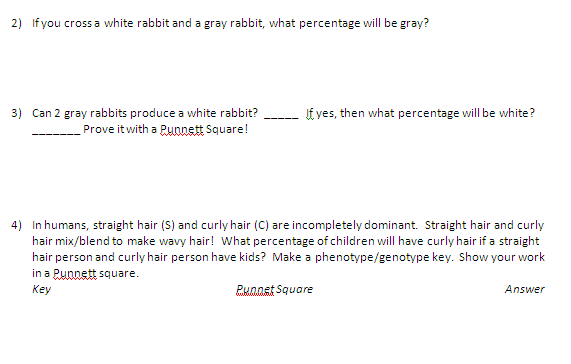 2) If you cross a white rabbit and a gray rabbit, what percentage will be gray?
3) Can 2 gray rabbits produce a white rabbit? _____ If yes, then what percentage will be white?
_______ Prove it with a Punnett Square!
4) In humans, straight hair (S) and curly hair (C) are incompletely dominant. Straight hair and curly
hair mix/blend to make wavy hair! What percentage of children will have curly hair if a straight
hair person and curly hair person have kids? Make a phenotype/genotype key. Show your work
in a Punnett square.
Key Punnet Square Answer